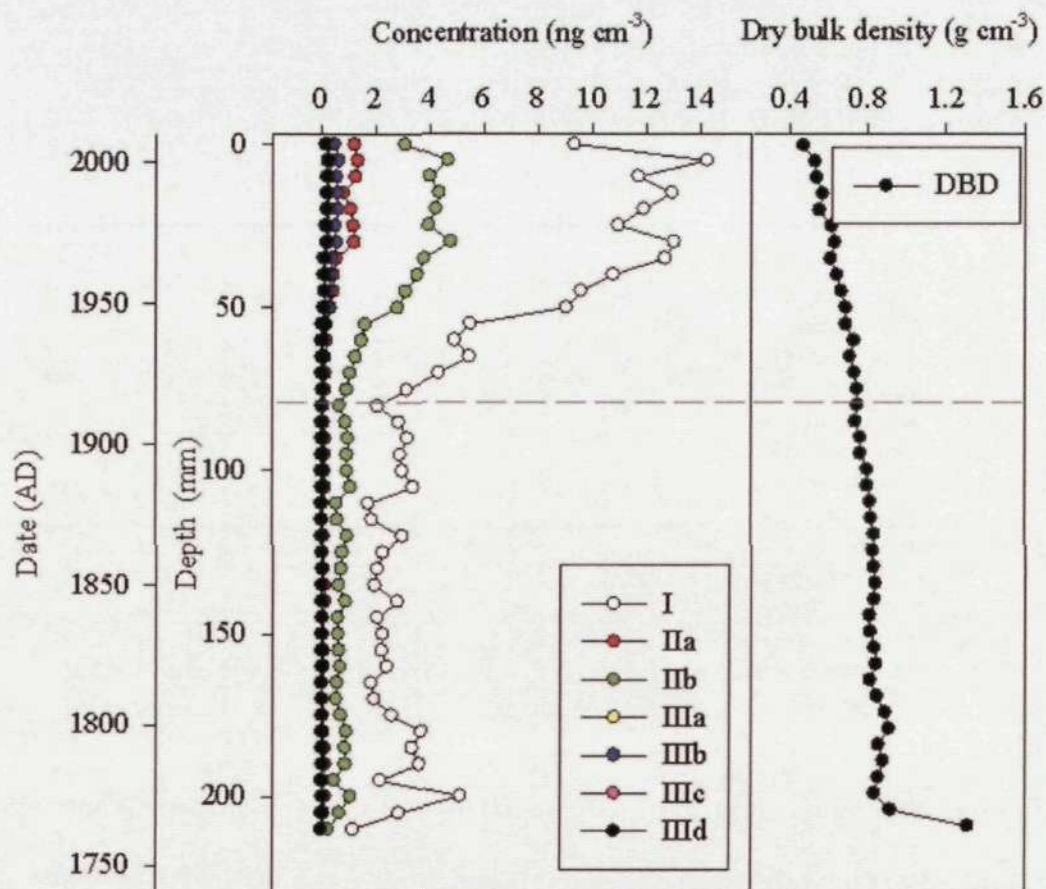 Concentration (ng cm-3) Dry bulk density (g cm-3)
0 2 4 6 8 10 12 14 0.4 0.8 1.2 1.6
Date (AD)
2000
1950
1900
1850
1800
1750
Depth (mm)
0
50
100
150
200
DBD
I
IIa
IIb
IIIa
IIIb
IIIc
IIId